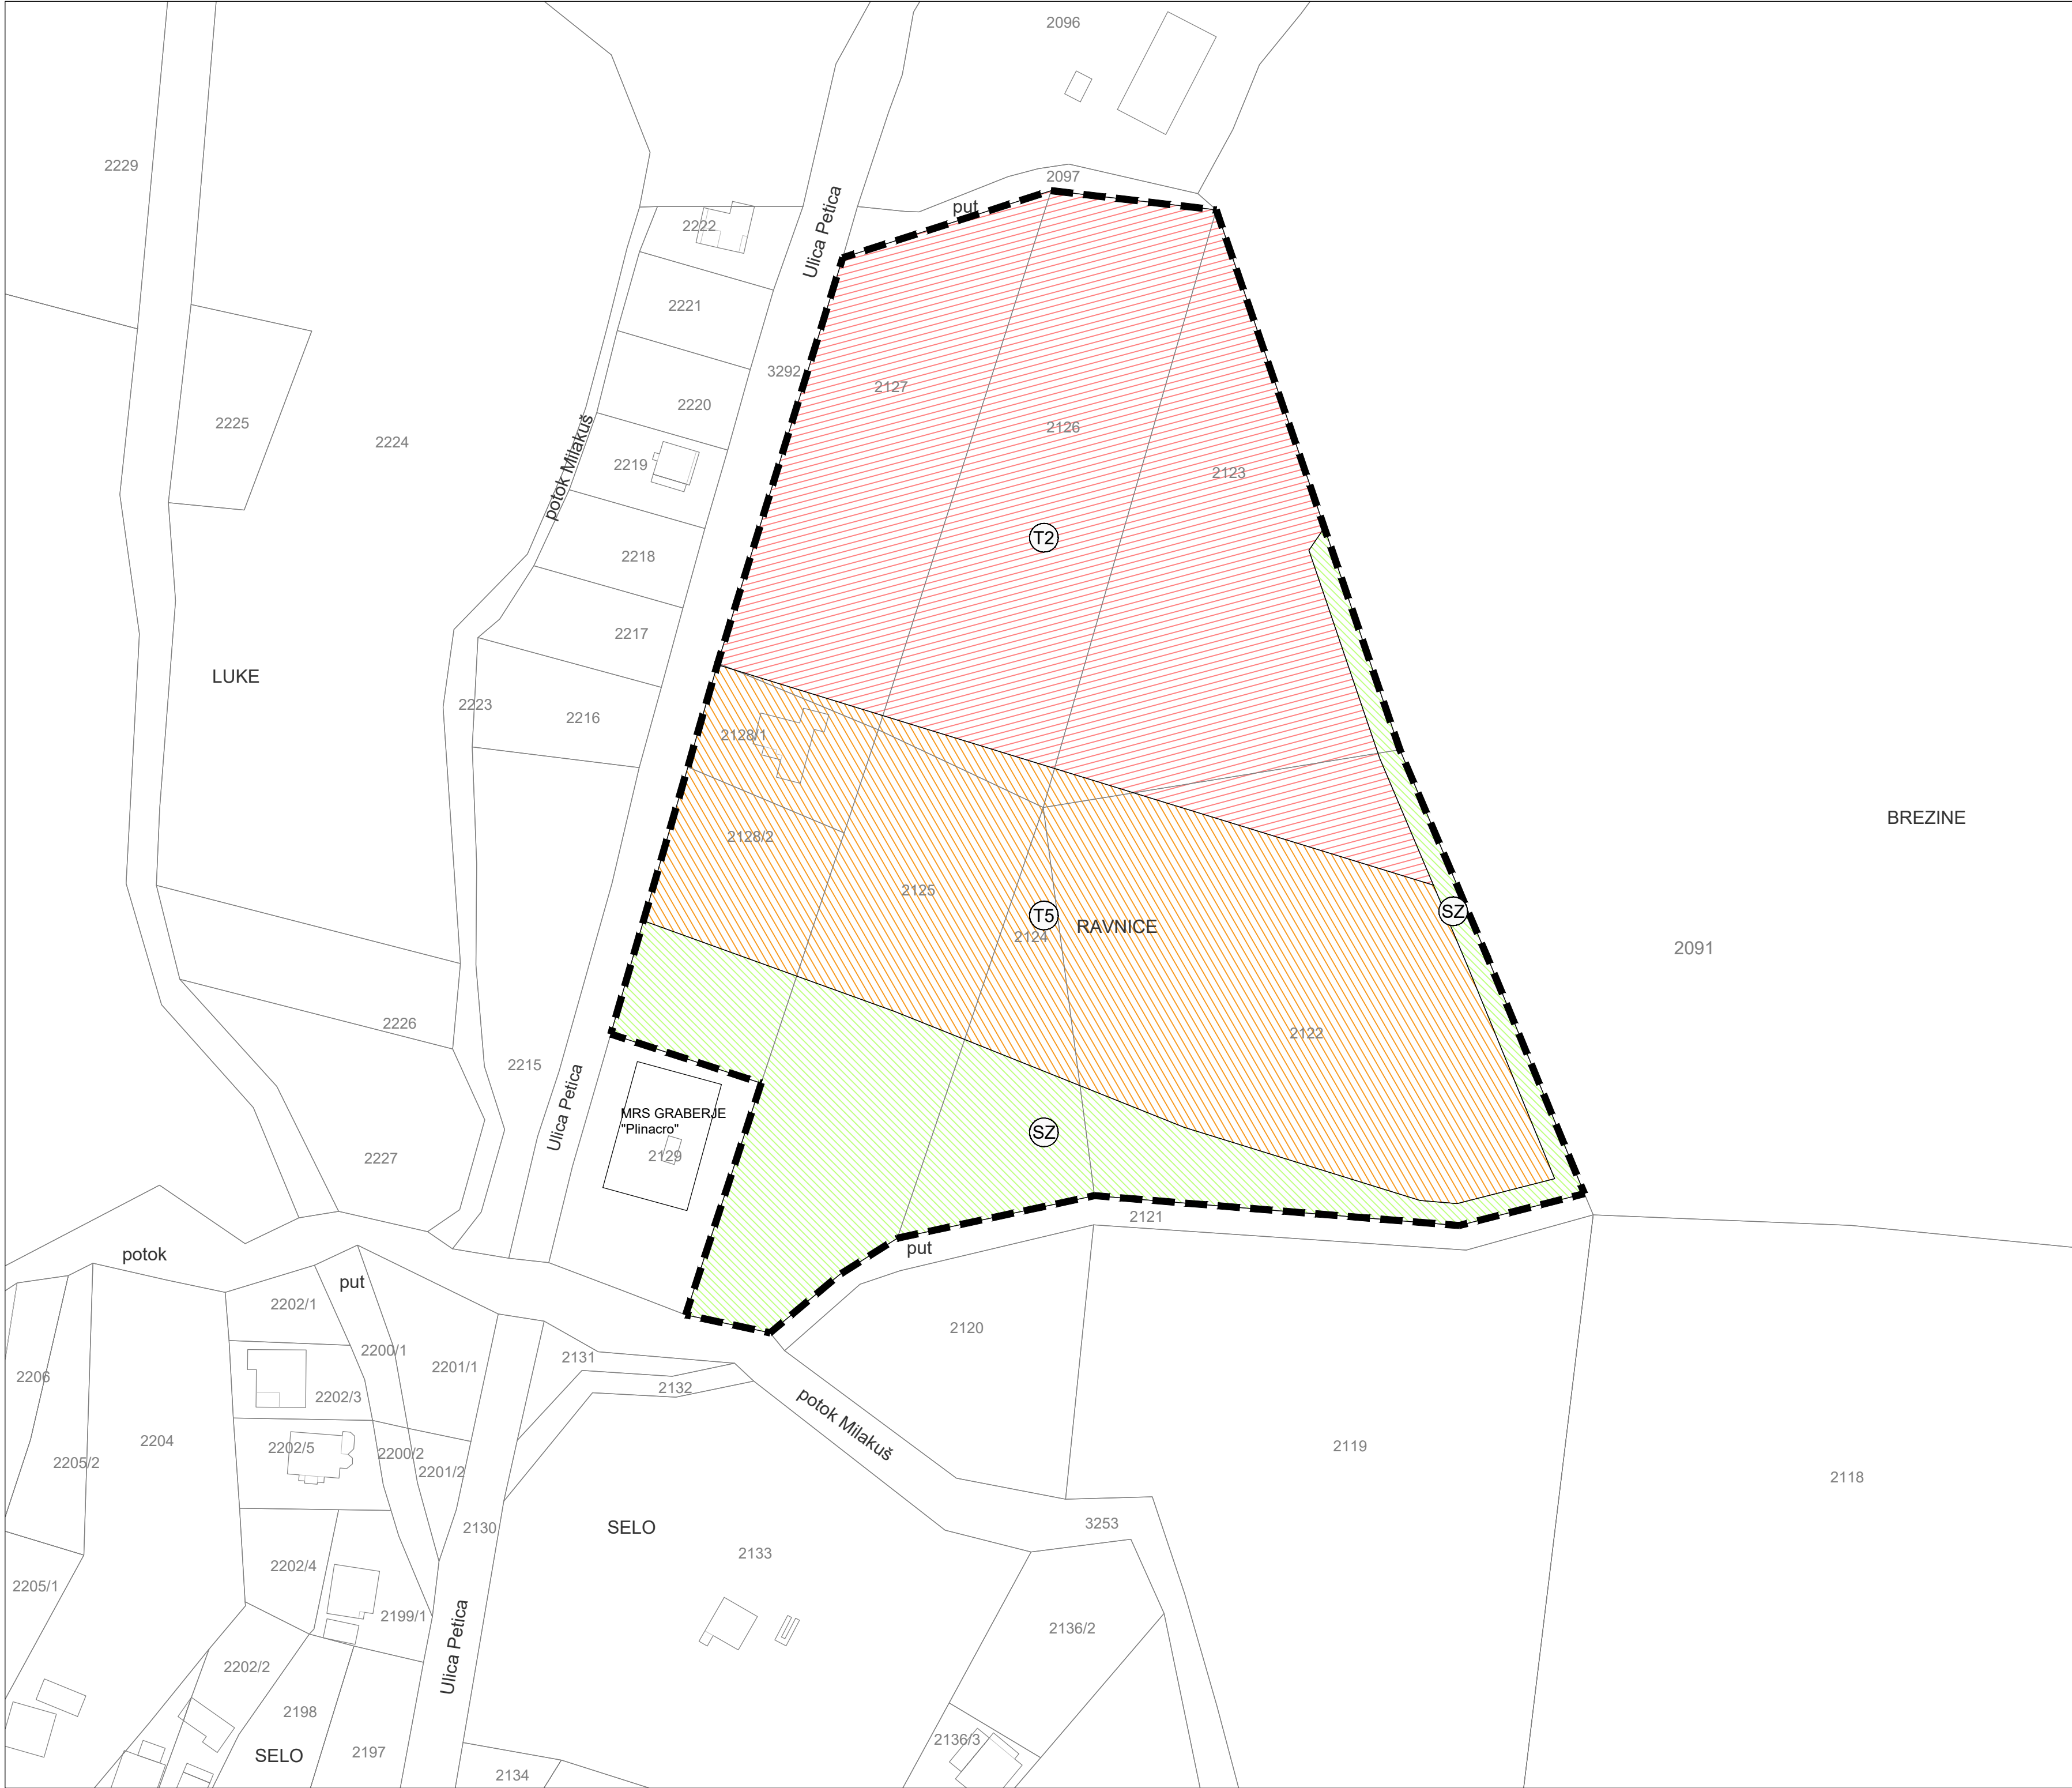 2096
2229
2097
put
Ulica Petica
2222
2221
3292
2127
2220
2225
2224
2126
potok Milakuš
2219
2123
T2
2218
2217
LUKE
2223
2216
2128/1
BREZINE
2128/2
2125
SZ
T5
RAVNICE
2124
2091
2226
2122
2215
Ulica Petica
MRS GRABERJE
"Plinacro"
SZ
2129
2227
2121
put
potok
put
2202/1
2120
2200/1
2131
2201/1
2206
2132
2202/3
potok Milakuš
2204
2202/5
2119
2200/2
2205/2
2201/2
2118
2130
SELO
3253
2133
2202/4
2205/1
2199/1
2136/2
Ulica Petica
2202/2
2198
2136/3
SELO
2197
2134